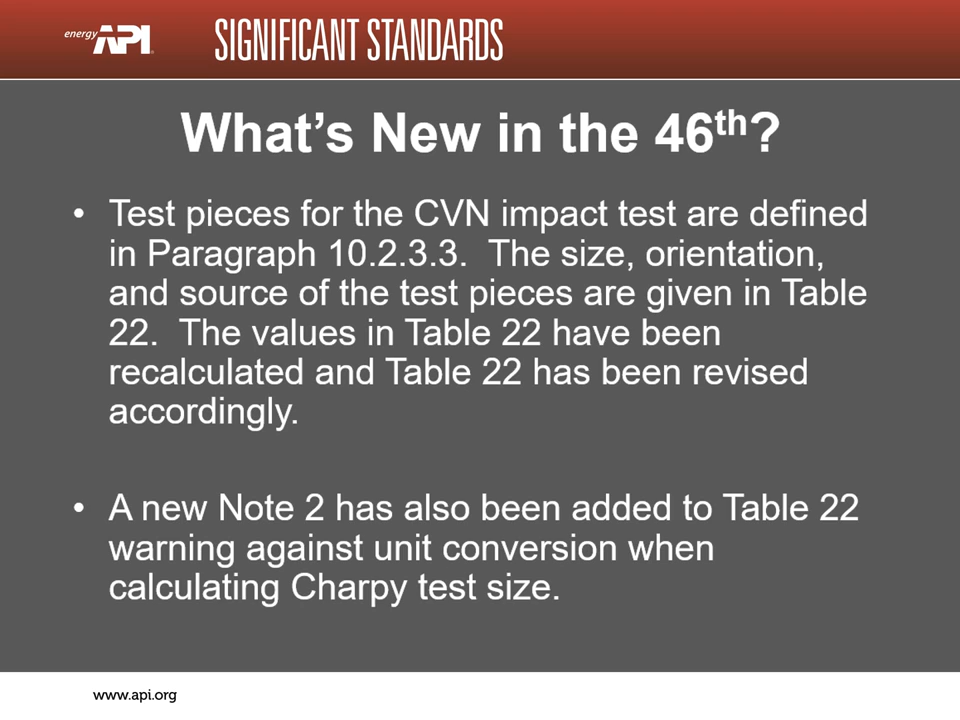 energy API
SIGNIFICANT STANDARDS
What's New in the 46th?
• Test pieces for the CVN impact test are defined
in Paragraph 10.2.3.3.  The size, orientation,
and source of the test pieces are given in Table
22.  The values in Table 22 have been
recalculated and Table 22 has been revised
accordingly.
• A new Note 2 has also been added to Table 22
warning against unit conversion when
calculating Charpy test size.
www.api.org